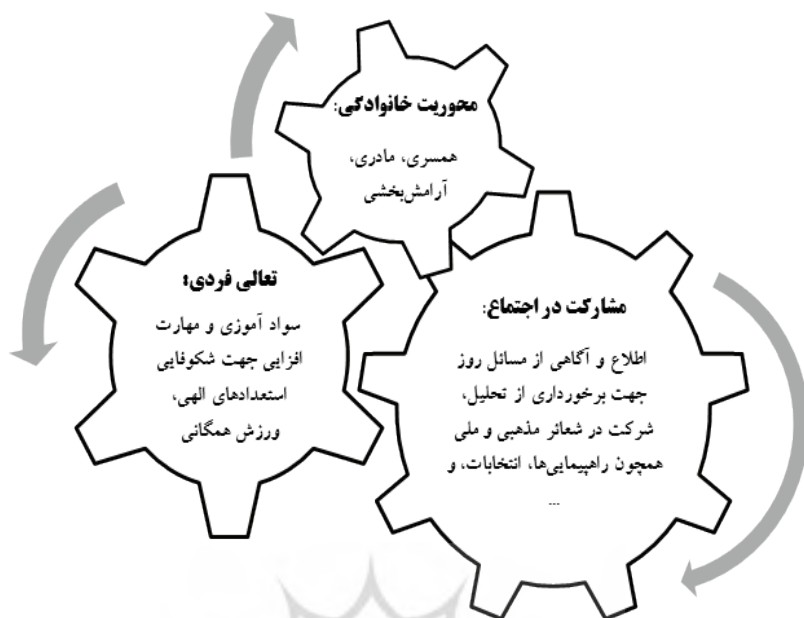 محوریت خانوادگی:
همسری، مادری،
آرامش‌بخشی
مشارکت در اجتماع:
اطلاع و آگاهی از مسائل روز
جهت برخورداری از تحلیل،
شرکت در شعائر مذهبی و ملی
همچون راهپیمایی‌ها، انتخابات، و
...
تعالی فردی؛
سواد آموزی و مهارت
افزایی جهت شکوفایی
استعدادهای الهی،
ورزش همگانی